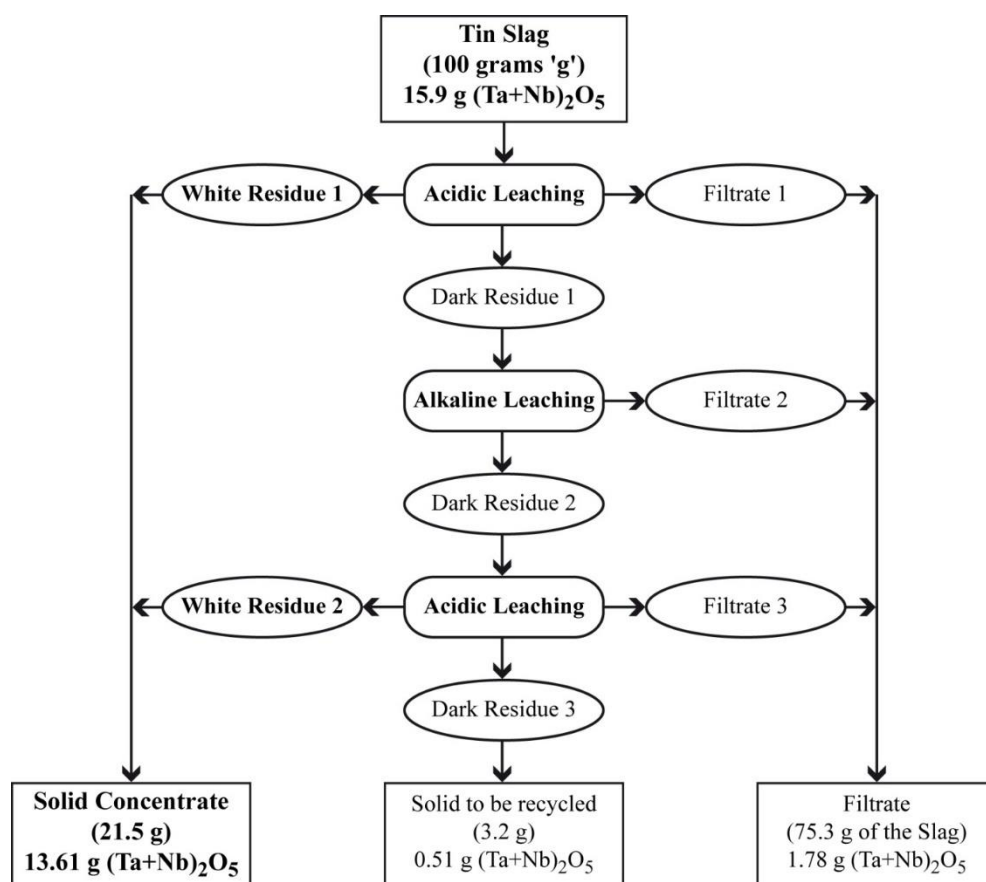 Tin Slag
(100 grams 'g')
15.9 g (Ta+Nb)₂O₅
White Residue 1
Acidic Leaching
Filtrate 1
Dark Residue 1
Alkaline Leaching
Filtrate 2
Dark Residue 2
White Residue 2
Acidic Leaching
Filtrate 3
Dark Residue 3
Solid Concentrate
(21.5 g)
13.61 g (Ta+Nb)₂O₅
Solid to be recycled
(3.2 g)
0.51 g (Ta+Nb)₂O₅
Filtrate
(75.3 g of the Slag)
1.78 g (Ta+Nb)₂O₅